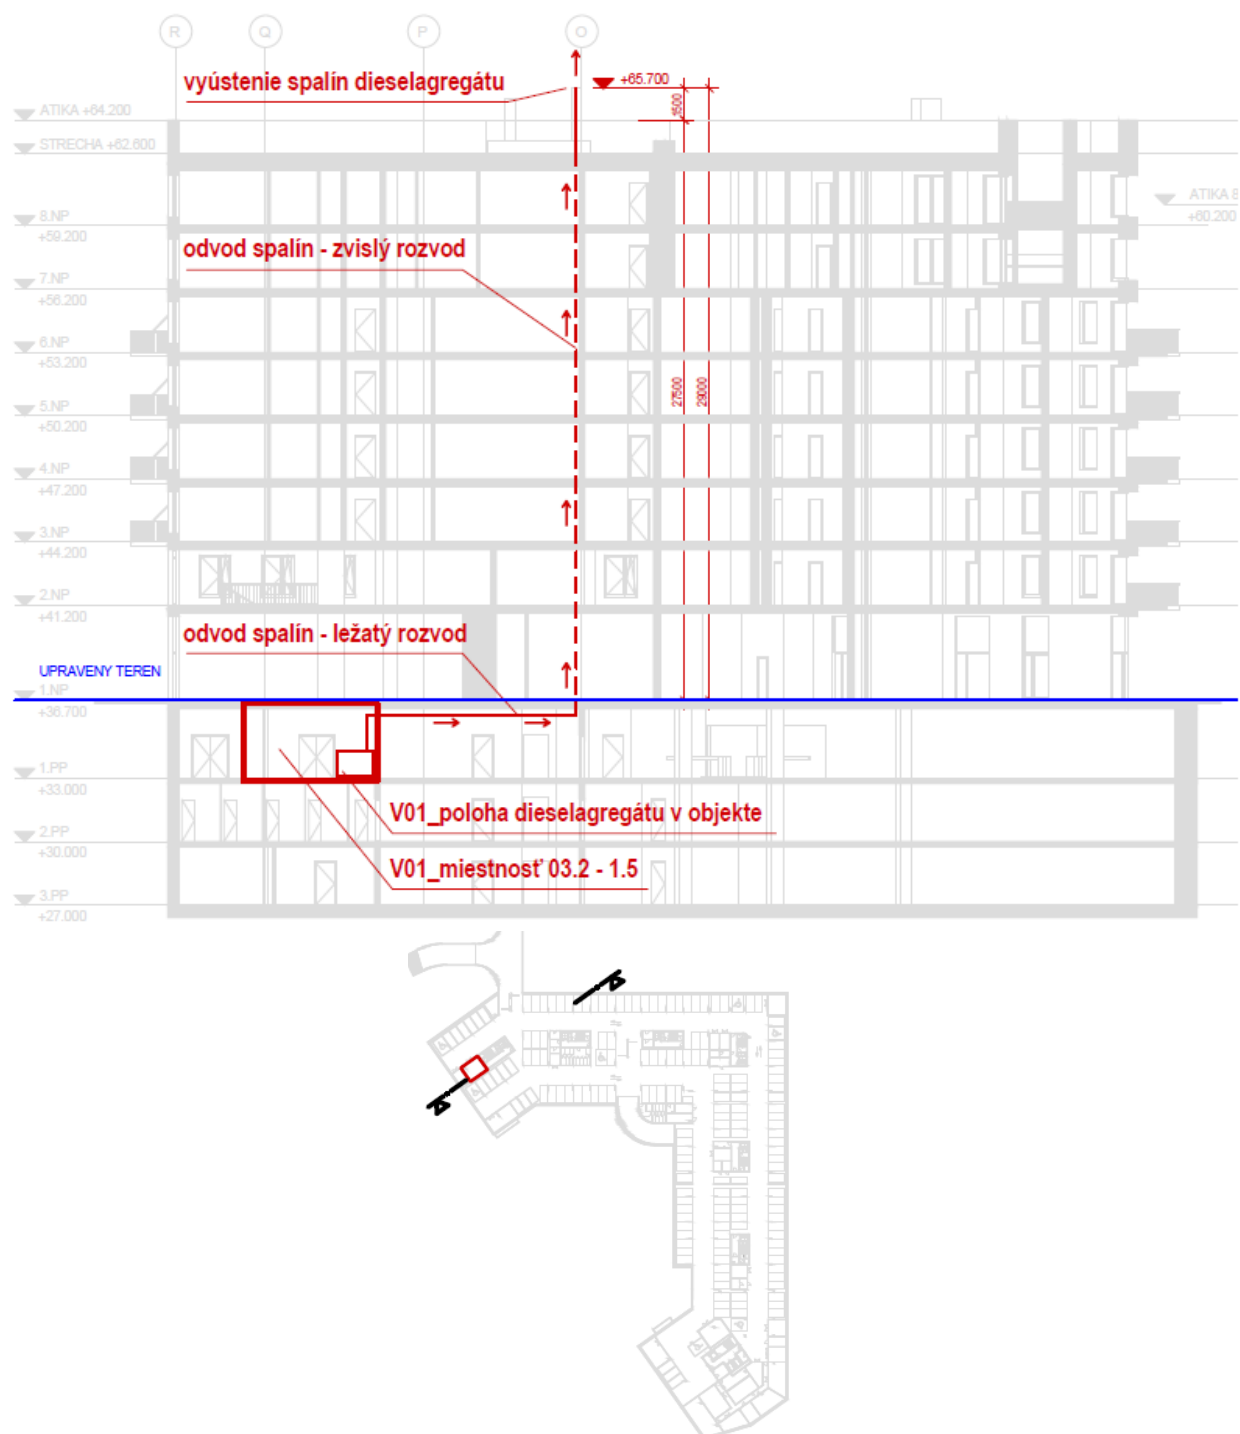 R Q P O
vyústenie spalín dieselagregátu
+65.700
1500
ATIKA +64.200
STRECHA +62.600
ATIKA 8
+60.200
8.NP
+59.200
odvod spalín - zvislý rozvod
7.NP
+56.200
6.NP
+53.200
27500 29000
5.NP
+50.200
4.NP
+47.200
3.NP
+44.200
2.NP
+41.200
odvod spalín - ležatý rozvod
UPRAVENY TEREN
1.NP
+36.700
1.PP
+33.000
V01_poloha dieselagregátu v objekte
2.PP
+30.000
V01_miestnosť 03.2 - 1.5
3.PP
+27.000